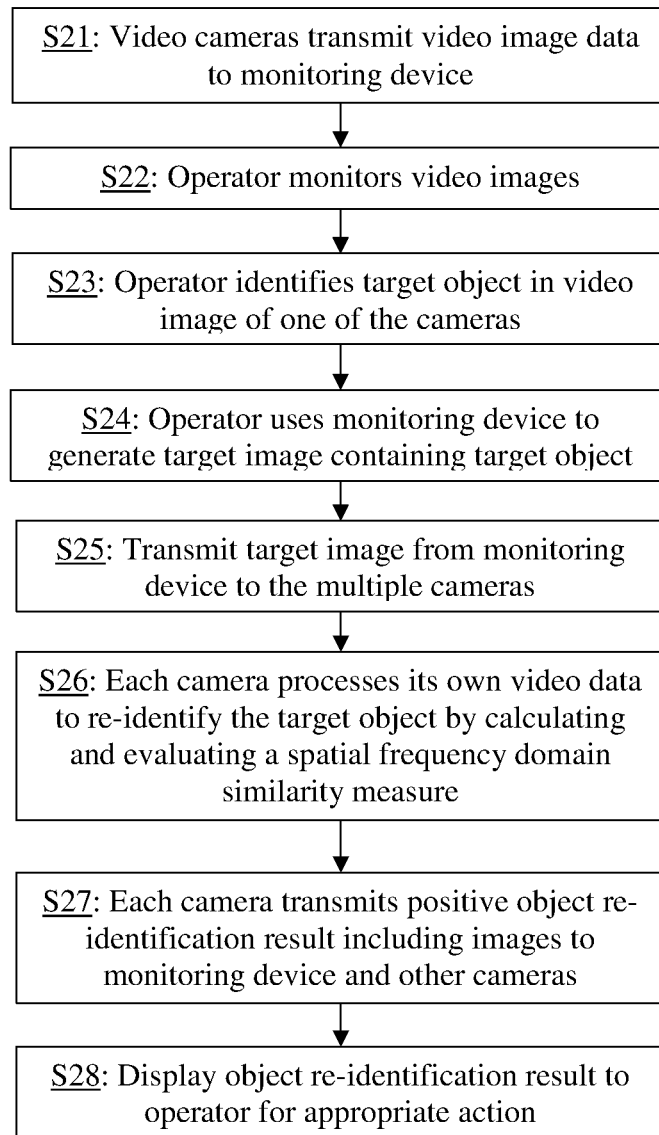 S21: Video cameras transmit video image data
to monitoring device
S22: Operator monitors video images
S23: Operator identifies target object in video
image of one of the cameras
S24: Operator uses monitoring device to
generate target image containing target object
S25: Transmit target image from monitoring
device to the multiple cameras
S26: Each camera processes its own video data
to re-identify the target object by calculating
and evaluating a spatial frequency domain
similarity measure
S27: Each camera transmits positive object re-
identification result including images to
monitoring device and other cameras
S28: Display object re-identification result to
operator for appropriate action